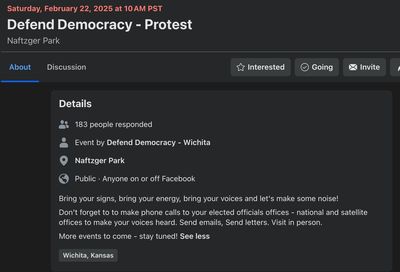 Saturday, February 22, 2025 at 10 AM PST
Defend Democracy - Protest
Naftzger Park
About
Discussion
Interested
Going
Invite
Details
183 people responded
Event by Defend Democracy - Wichita
Naftzger Park
Public · Anyone on or off Facebook
Bring your signs, bring your energy, bring your voices and let's make some noise!
Don't forget to to make phone calls to your elected officials offices - national and satellite
offices to make your voices heard. Send emails, Send letters. Visit in person.
More events to come - stay tuned! See less
Wichita, Kansas